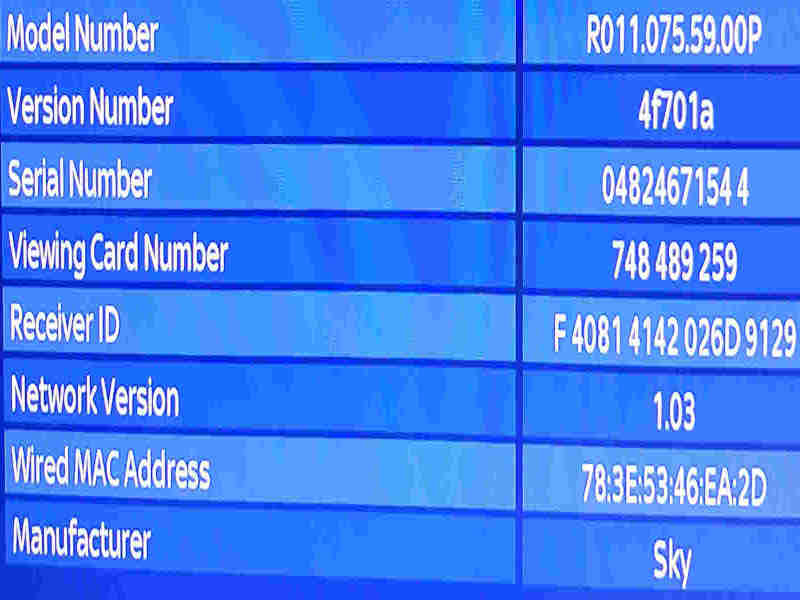 Model Number R011.075.59.00P
Version Number 4f701a
Serial Number 0482467154 4
Viewing Card Number 748 489 259
Receiver ID F 4081 4142 026D 9129
Network Version 1.03
Wired MAC Address 78:3E:53:46:EA:2D
Manufacturer Sky